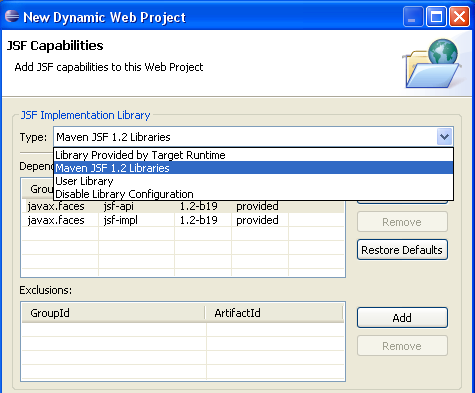 New Dynamic Web Project
JSF Capabilities
Add JSF capabilities to this Web Project
JSF Implementation Library
Type: Maven JSF 1.2 Libraries
Library Provided by Target Runtime
Maven JSF 1.2 Libraries
User Library
Disable Library Configuration
javax.faces jsf-api 1.2-b19 provided
javax.faces jsf-impl 1.2-b19 provided
Remove
Restore Defaults
Exclusions:
GroupId ArtifactId
Add
Remove